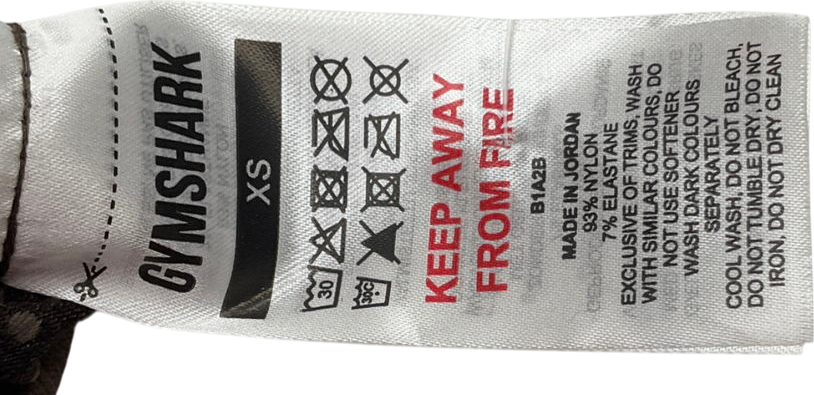 GYMSHARK
XS
30
30C
KEEP AWAY
FROM FIRE
B1A2B
MADE IN JORDAN
93% NYLON
7% ELASTANE
EXCLUSIVE OF TRIMS, WASH
WITH SIMILAR COLOURS, DO
NOT USE SOFTENER
WASH DARK COLOURS
SEPARATELY
COOL WASH, DO NOT BLEACH,
DO NOT TUMBLE DRY, DO NOT
IRON, DO NOT DRY CLEAN